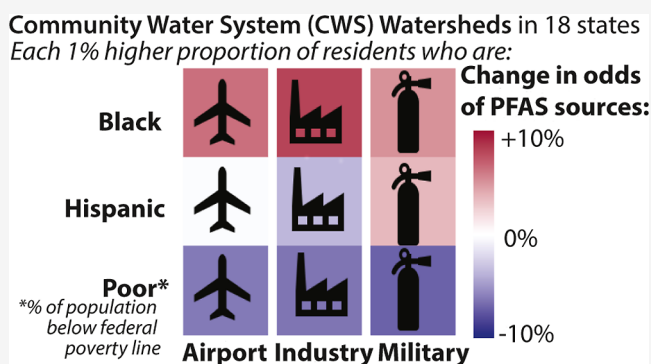 Community Water System (CWS) Watersheds in 18 states
Each 1% higher proportion of residents who are:
Change in odds
of PFAS sources:
Black
+10%
Hispanic
0%
Poor*
*% of population
below federal
poverty line
-10%
Airport Industry Military